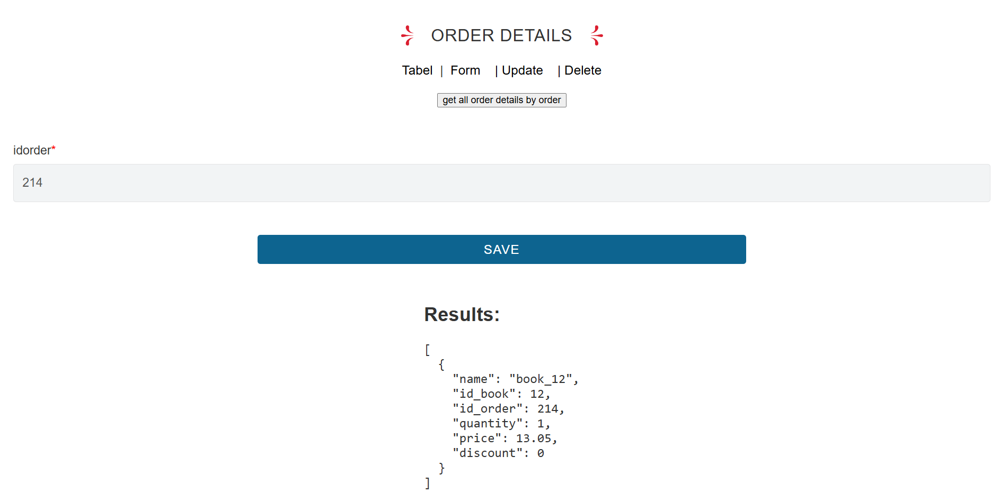 ORDER DETAILS
Tabel | Form | Update | Delete
get all order details by order
idorder*
214
SAVE
Results:
[
  {
    "name": "book_12",
    "id_book": 12,
    "id_order": 214,
    "quantity": 1,
    "price": 13.05,
    "discount": 0
  }
]